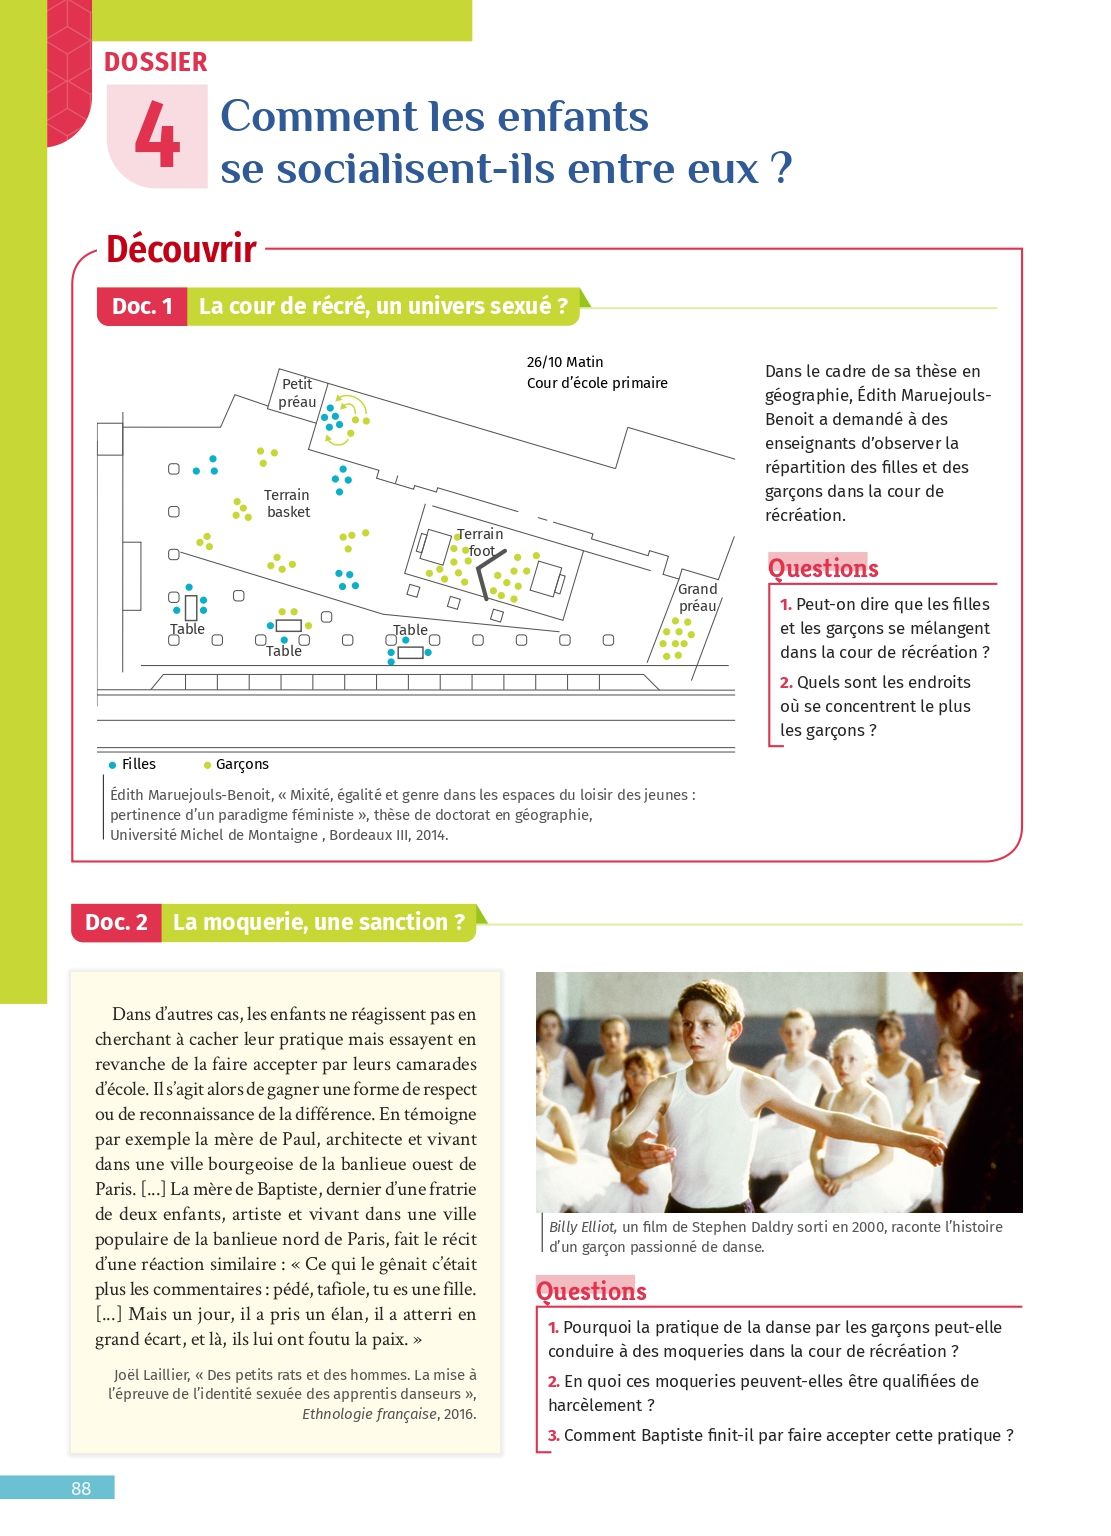 DOSSIER
4
Comment les enfants
se socialisent-ils entre eux ?
Découvrir
Doc. 1 La cour de récré, un univers sexué ?
26/10 Matin
Cour d’école primaire
Petit
préau
Terrain
basket
Terrain
foot
Grand
préau
Table
Table
Table
Filles
Garçons
Édith Maruejouls-Benoit, « Mixité, égalité et genre dans les espaces du loisir des jeunes :
pertinence d’un paradigme féministe », thèse de doctorat en géographie,
Université Michel de Montaigne , Bordeaux III, 2014.
Dans le cadre de sa thèse en
géographie, Édith Maruejouls-
Benoit a demandé à des
enseignants d’observer la
répartition des filles et des
garçons dans la cour de
récréation.
Questions
1. Peut-on dire que les filles
et les garçons se mélangent
dans la cour de récréation ?
2. Quels sont les endroits
où se concentrent le plus
les garçons ?
Doc. 2 La moquerie, une sanction ?
Dans d’autres cas, les enfants ne réagissent pas en
cherchant à cacher leur pratique mais essayent en
revanche de la faire accepter par leurs camarades
d’école. Il s’agit alors de gagner une forme de respect
ou de reconnaissance de la différence. En témoigne
par exemple la mère de Paul, architecte et vivant
dans une ville bourgeoise de la banlieue ouest de
Paris. [...] La mère de Baptiste, dernier d’une fratrie
de deux enfants, artiste et vivant dans une ville
populaire de la banlieue nord de Paris, fait le récit
d’une réaction similaire : « Ce qui le gênait c’était
plus les commentaires : pédé, tafiole, tu es une fille.
[...] Mais un jour, il a pris un élan, il a atterri en
grand écart, et là, ils lui ont foutu la paix. »
Joël Laillier, « Des petits rats et des hommes. La mise à
l’épreuve de l’identité sexuée des apprentis danseurs »,
Ethnologie française, 2016.
Billy Elliot, un film de Stephen Daldry sorti en 2000, raconte l’histoire
d’un garçon passionné de danse.
Questions
1. Pourquoi la pratique de la danse par les garçons peut-elle
conduire à des moqueries dans la cour de récréation ?
2. En quoi ces moqueries peuvent-elles être qualifiées de
harcèlement ?
3. Comment Baptiste finit-il par faire accepter cette pratique ?
88